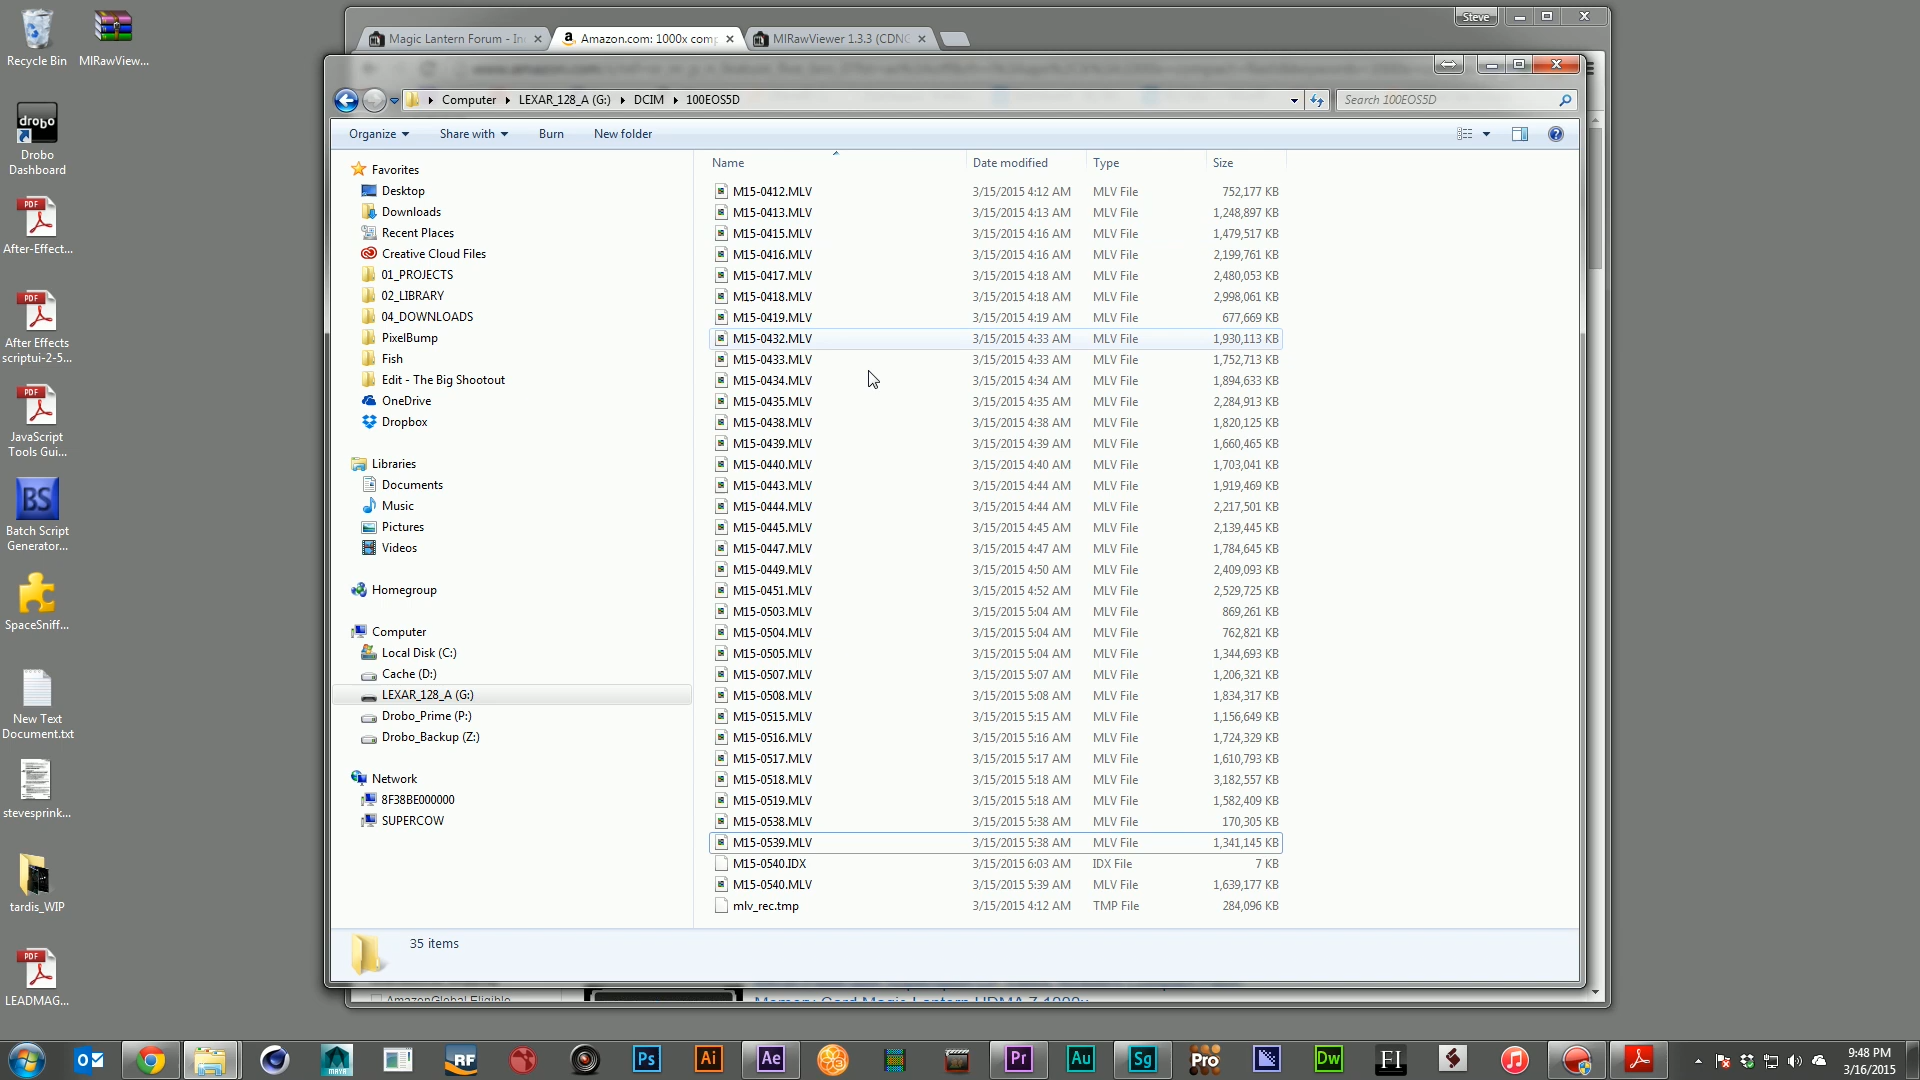 Recycle Bin
MlRawView...
drobo
Drobo
Dashboard
After-Effect...
After Effects
scriptui-2-5...
JavaScript
Tools Gui...
BS
Batch Script
Generator...
SpaceSniff...
New Text
Document.txt
stevesprink...
tardis_WIP
LEADMAG...
Steve
Magic Lantern Forum - In
Amazon.com: 1000x comp
MlRawViewer 1.3.3 (CDNG
Computer
LEXAR_128_A (G:)
DCIM
100EOS5D
Search 100EOS5D
Organize
Share with
Burn
New folder
Favorites
Desktop
Downloads
Recent Places
Creative Cloud Files
01_PROJECTS
02_LIBRARY
04_DOWNLOADS
PixelBump
Fish
Edit - The Big Shootout
OneDrive
Dropbox
Libraries
Documents
Music
Pictures
Videos
Homegroup
Computer
Local Disk (C:)
Cache (D:)
LEXAR_128_A (G:)
Drobo_Prime (P:)
Drobo_Backup (Z:)
Network
8F38BE000000
SUPERCOW
Name Date modified Type Size
M15-0412.MLV 3/15/2015 4:12 AM MLV File 752,177 KB
M15-0413.MLV 3/15/2015 4:13 AM MLV File 1,248,897 KB
M15-0415.MLV 3/15/2015 4:16 AM MLV File 1,479,517 KB
M15-0416.MLV 3/15/2015 4:16 AM MLV File 2,199,761 KB
M15-0417.MLV 3/15/2015 4:18 AM MLV File 2,480,053 KB
M15-0418.MLV 3/15/2015 4:18 AM MLV File 2,998,061 KB
M15-0419.MLV 3/15/2015 4:19 AM MLV File 677,669 KB
M15-0432.MLV 3/15/2015 4:33 AM MLV File 1,930,113 KB
M15-0433.MLV 3/15/2015 4:33 AM MLV File 1,752,713 KB
M15-0434.MLV 3/15/2015 4:34 AM MLV File 1,894,633 KB
M15-0435.MLV 3/15/2015 4:35 AM MLV File 2,284,913 KB
M15-0438.MLV 3/15/2015 4:38 AM MLV File 1,820,125 KB
M15-0439.MLV 3/15/2015 4:39 AM MLV File 1,660,465 KB
M15-0440.MLV 3/15/2015 4:40 AM MLV File 1,703,041 KB
M15-0443.MLV 3/15/2015 4:44 AM MLV File 1,919,469 KB
M15-0444.MLV 3/15/2015 4:44 AM MLV File 2,217,501 KB
M15-0445.MLV 3/15/2015 4:45 AM MLV File 2,139,445 KB
M15-0447.MLV 3/15/2015 4:47 AM MLV File 1,784,645 KB
M15-0449.MLV 3/15/2015 4:50 AM MLV File 2,409,093 KB
M15-0451.MLV 3/15/2015 4:52 AM MLV File 2,529,725 KB
M15-0503.MLV 3/15/2015 5:04 AM MLV File 869,261 KB
M15-0504.MLV 3/15/2015 5:04 AM MLV File 762,821 KB
M15-0505.MLV 3/15/2015 5:04 AM MLV File 1,344,693 KB
M15-0507.MLV 3/15/2015 5:07 AM MLV File 1,206,321 KB
M15-0508.MLV 3/15/2015 5:08 AM MLV File 1,834,317 KB
M15-0515.MLV 3/15/2015 5:15 AM MLV File 1,156,649 KB
M15-0516.MLV 3/15/2015 5:16 AM MLV File 1,724,329 KB
M15-0517.MLV 3/15/2015 5:17 AM MLV File 1,610,793 KB
M15-0518.MLV 3/15/2015 5:18 AM MLV File 3,182,557 KB
M15-0519.MLV 3/15/2015 5:18 AM MLV File 1,582,409 KB
M15-0538.MLV 3/15/2015 5:38 AM MLV File 170,305 KB
M15-0539.MLV 3/15/2015 5:38 AM MLV File 1,341,145 KB
M15-0540.IDX 3/15/2015 6:03 AM IDX File 7 KB
M15-0540.MLV 3/15/2015 5:39 AM MLV File 1,639,177 KB
mlv_rec.tmp 3/15/2015 4:12 AM TMP File 284,096 KB
35 items
AmazonGlobal Eligible
Memory Card Magic Lantern UDMA 7 1000x
MAYA RF Ps Ai Ae Pr Au Sg Pro Dw FI
9:48 PM
3/16/2015